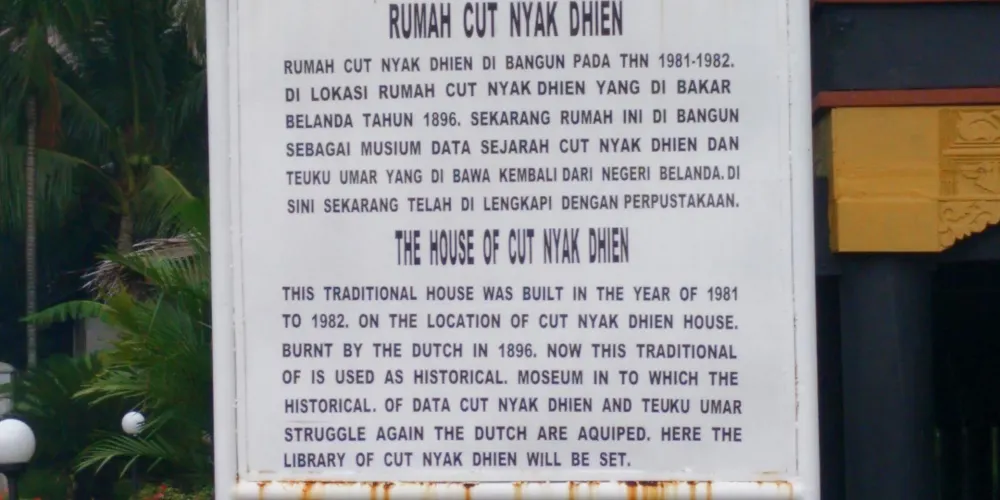 RUMAH CUT NYAK DHIEN
RUMAH CUT NYAK DHIEN DI BANGUN PADA THN 1981-1982.
DI LOKASI RUMAH CUT NYAK DHIEN YANG DI BAKAR
BELANDA TAHUN 1896. SEKARANG RUMAH INI DI BANGUN
SEBAGAI MUSIUM DATA SEJARAH CUT NYAK DHIEN DAN
TEUKU UMAR YANG DI BAWA KEMBALI DARI NEGERI BELANDA. DI
SINI SEKARANG TELAH DI LENGKAPI DENGAN PERPUSTAKAAN.
THE HOUSE OF CUT NYAK DHIEN
THIS TRADITIONAL HOUSE WAS BUILT IN THE YEAR OF 1981
TO 1982. ON THE LOCATION OF CUT NYAK DHIEN HOUSE.
BURNT BY THE DUTCH IN 1896. NOW THIS TRADITIONAL
OF IS USED AS HISTORICAL. MOSEUM IN TO WHICH THE
HISTORICAL. OF DATA CUT NYAK DHIEN AND TEUKU UMAR
STRUGGLE AGAIN THE DUTCH ARE AQUIPED. HERE THE
LIBRARY OF CUT NYAK DHIEN WILL BE SET.